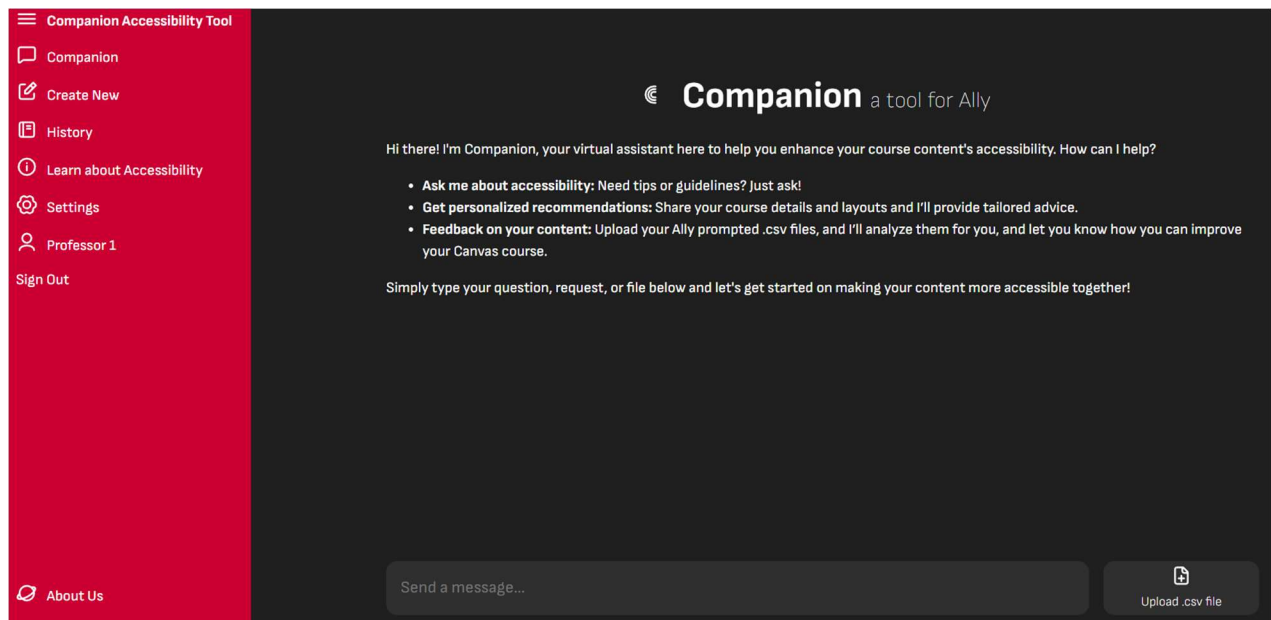 Companion Accessibility Tool
Companion
Create New
History
Learn about Accessibility
Settings
Professor 1
Sign Out
About Us
Companion a tool for Ally
Hi there! I'm Companion, your virtual assistant here to help you enhance your course content's accessibility. How can I help?
• Ask me about accessibility: Need tips or guidelines? Just ask!
• Get personalized recommendations: Share your course details and layouts and I'll provide tailored advice.
• Feedback on your content: Upload your Ally prompted .csv files, and I'll analyze them for you, and let you know how you can improve
your Canvas course.
Simply type your question, request, or file below and let's get started on making your content more accessible together!
Send a message...
Upload .csv file